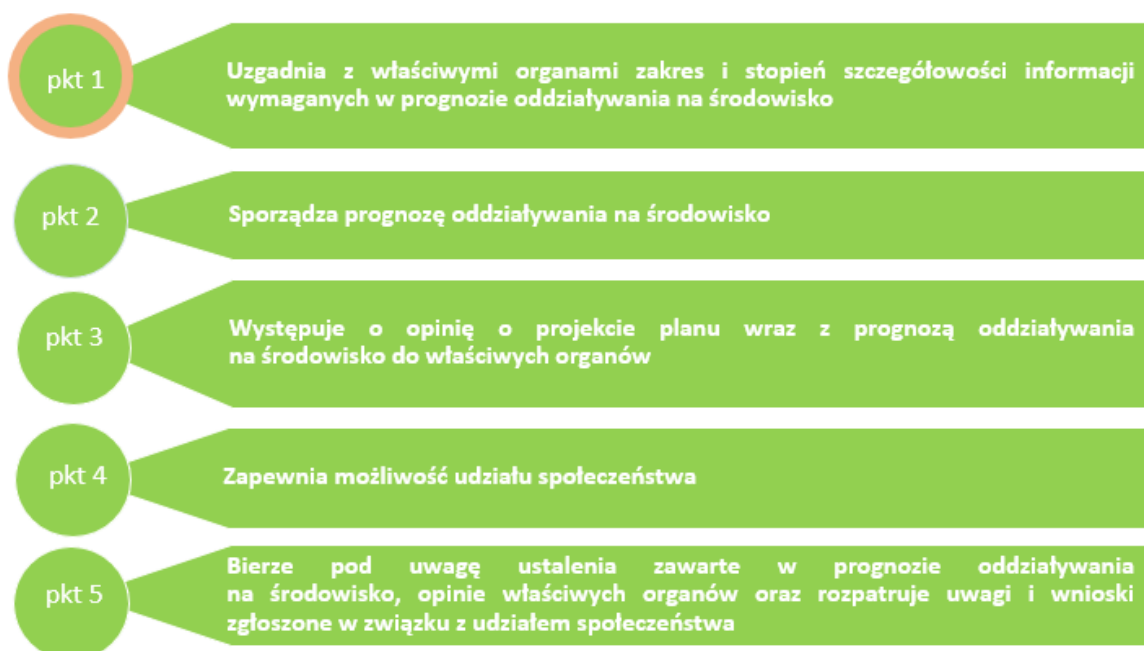 pkt 1
Uzgadnia z właściwymi organami zakres i stopień szczegółowości informacji
wymaganych w prognozie oddziaływania na środowisko
pkt 2
Sporządza prognozę oddziaływania na środowisko
pkt 3
Występuje o opinię o projekcie planu wraz z prognozą oddziaływania
na środowisko do właściwych organów
pkt 4
Zapewnia możliwość udziału społeczeństwa
pkt 5
Bierze pod uwagę ustalenia zawarte w prognozie oddziaływania
na środowisko, opinie właściwych organów oraz rozpatruje uwagi i wnioski
zgłoszone w związku z udziałem społeczeństwa